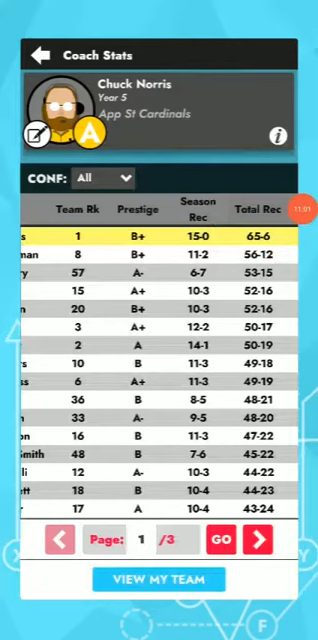 Coach Stats
Chuck Norris
Year 5
App St Cardinals
A
i
CONF: All
Team Rk Prestige Season Rec Total Rec
11:01
s 1 B+ 15-0 65-6
man 8 B+ 11-2 56-12
ry 57 A- 6-7 53-15
15 A+ 10-3 52-16
n 20 B+ 10-3 52-16
3 A+ 12-2 50-17
2 A 14-1 50-19
rs 10 B 11-3 49-18
ss 6 A+ 11-3 49-19
36 B 8-5 48-21
n 33 A- 9-5 48-20
on 16 B 11-3 47-22
Smith 48 B 7-6 45-22
li 12 A- 10-3 44-22
tt 18 B 10-4 44-23
r 17 A 10-4 43-24
Page: 1 /3 GO
VIEW MY TEAM
X
Y
F